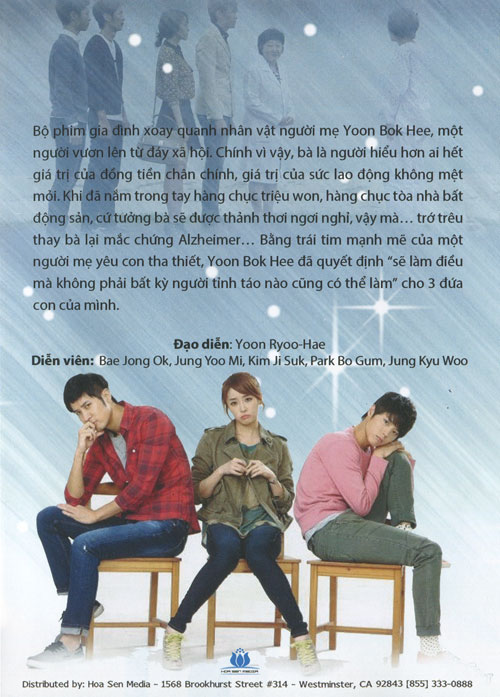 Bộ phim gia đình xoay quanh nhân vật người mẹ Yoon Bok Hee, một
người vươn lên từ đáy xã hội. Chính vì vậy, bà là người hiểu hơn ai hết
giá trị của đồng tiền chân chính, giá trị của sức lao động không mệt
mỏi. Khi đã nắm trong tay hàng chục triệu won, hàng chục tòa nhà bất
động sản, cứ tưởng bà sẽ được thảnh thơi ngơi nghỉ, vậy mà... trớ trêu
thay bà lại mắc chứng Alzheimer... Bằng trái tim mạnh mẽ của một
người mẹ yêu con tha thiết, Yoon Bok Hee đã quyết định “sẽ làm điều
mà không phải bất kỳ người tỉnh táo nào cũng có thể làm” cho 3 đứa
con của mình.
Đạo diễn: Yoon Ryoo-Hae
Diễn viên: Bae Jong Ok, Jung Yoo Mi, Kim Ji Suk, Park Bo Gum, Jung Kyu Woo
HOA SEN MEDIA
Distributed by: Hoa Sen Media – 1568 Brookhurst Street #314 – Westminster, CA 92843 [855] 333-0888